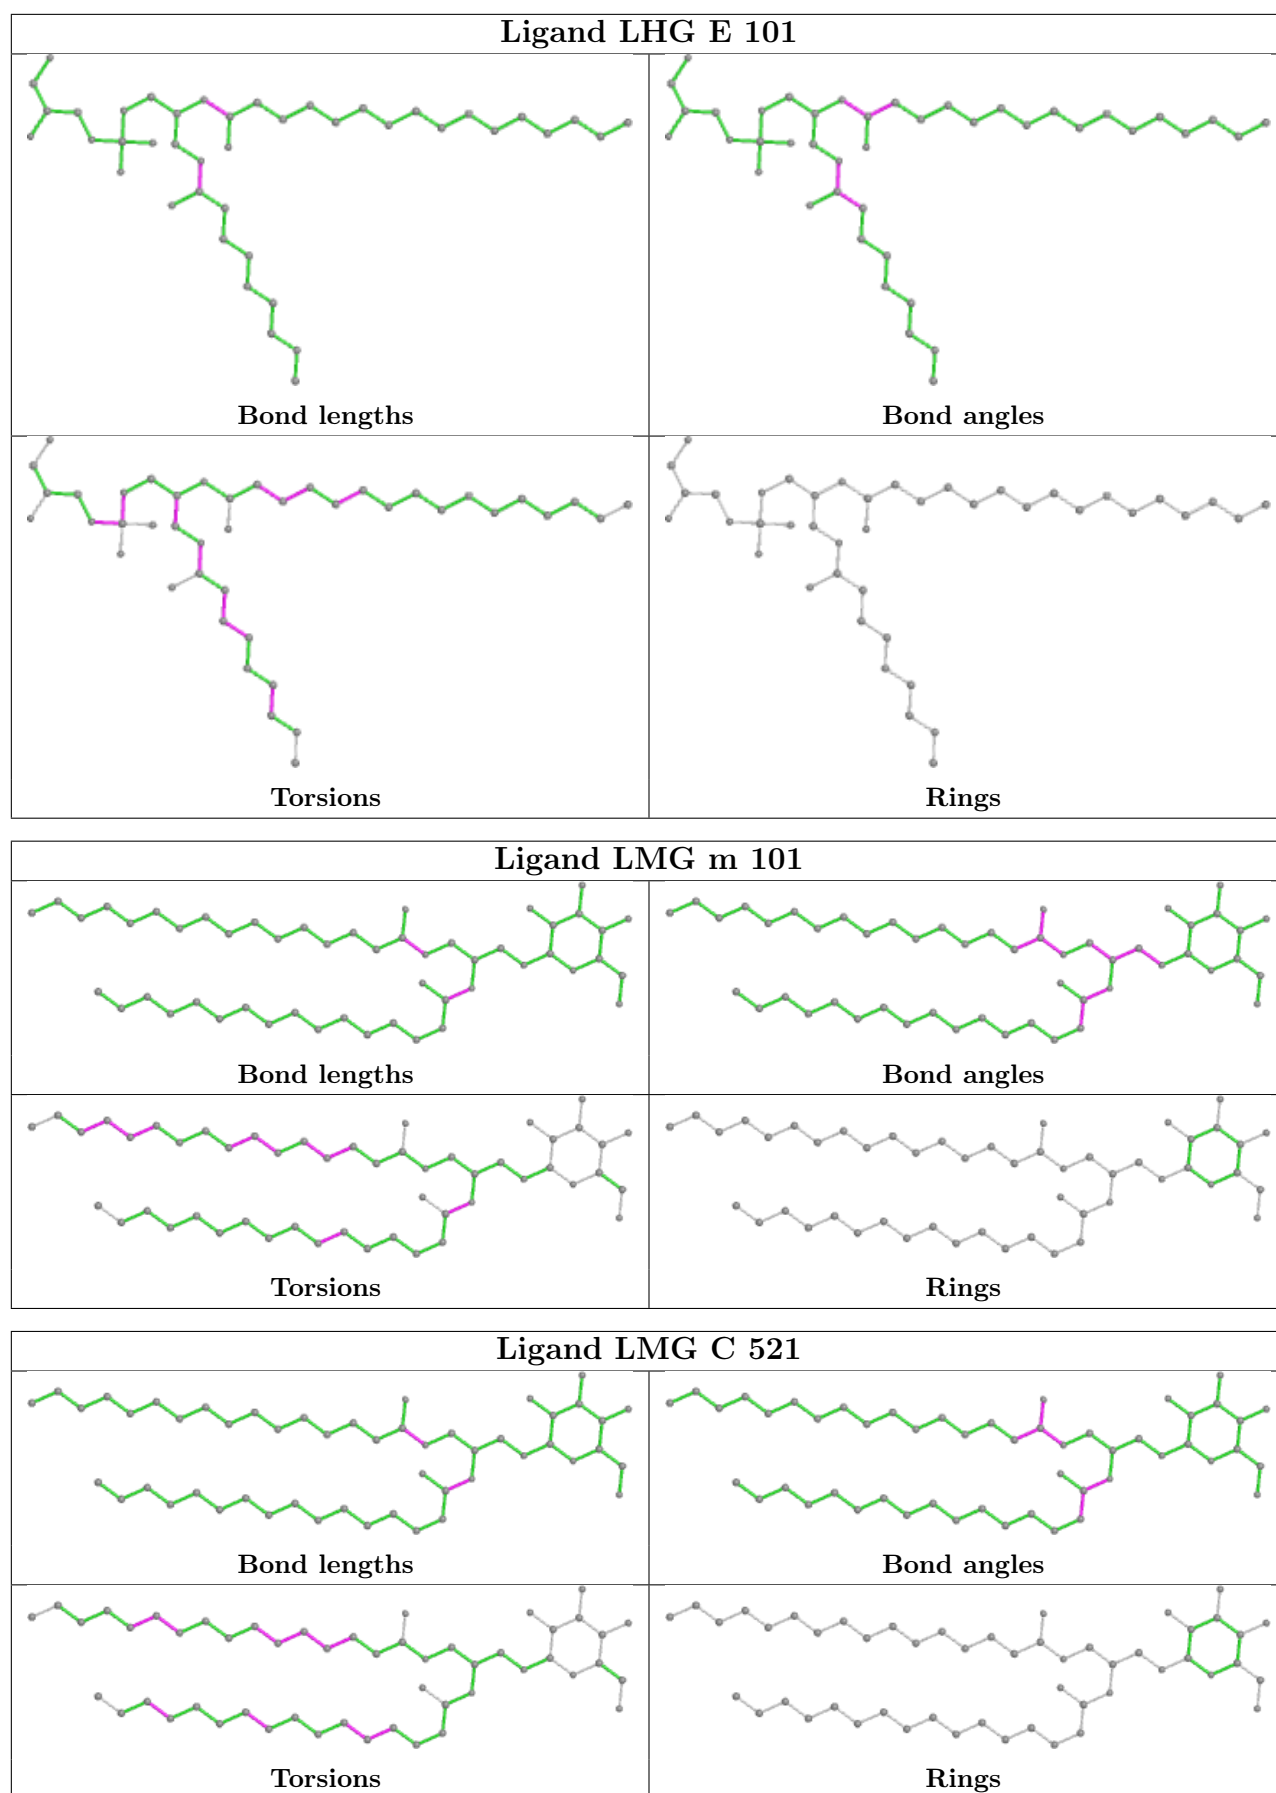 Ligand LHG E 101
Bond lengths
Bond angles
Torsions
Rings
Ligand LMG m 101
Bond lengths
Bond angles
Torsions
Rings
Ligand LMG C 521
Bond lengths
Bond angles
Torsions
Rings